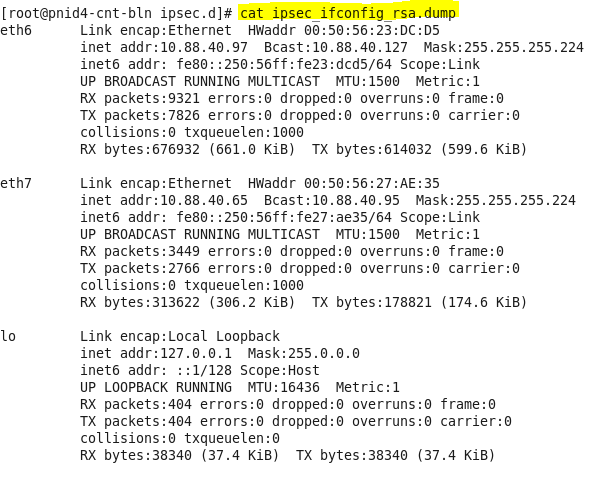 [root@pnid4-cnt-bln ipsec.d]# cat ipsec_ifconfig_rsa.dump
eth6      Link encap:Ethernet  HWaddr 00:50:56:23:DC:D5
          inet addr:10.88.40.97  Bcast:10.88.40.127  Mask:255.255.255.224
          inet6 addr: fe80::250:56ff:fe23:dcd5/64 Scope:Link
          UP BROADCAST RUNNING MULTICAST  MTU:1500  Metric:1
          RX packets:9321 errors:0 dropped:0 overruns:0 frame:0
          TX packets:7826 errors:0 dropped:0 overruns:0 carrier:0
          collisions:0 txqueuelen:1000
          RX bytes:676932 (661.0 KiB)  TX bytes:614032 (599.6 KiB)

eth7      Link encap:Ethernet  HWaddr 00:50:56:27:AE:35
          inet addr:10.88.40.65  Bcast:10.88.40.95  Mask:255.255.255.224
          inet6 addr: fe80::250:56ff:fe27:ae35/64 Scope:Link
          UP BROADCAST RUNNING MULTICAST  MTU:1500  Metric:1
          RX packets:3449 errors:0 dropped:0 overruns:0 frame:0
          TX packets:2766 errors:0 dropped:0 overruns:0 carrier:0
          collisions:0 txqueuelen:1000
          RX bytes:313622 (306.2 KiB)  TX bytes:178821 (174.6 KiB)

lo        Link encap:Local Loopback
          inet addr:127.0.0.1  Mask:255.0.0.0
          inet6 addr: ::1/128 Scope:Host
          UP LOOPBACK RUNNING  MTU:16436  Metric:1
          RX packets:404 errors:0 dropped:0 overruns:0 frame:0
          TX packets:404 errors:0 dropped:0 overruns:0 carrier:0
          collisions:0 txqueuelen:0
          RX bytes:38340 (37.4 KiB)  TX bytes:38340 (37.4 KiB)